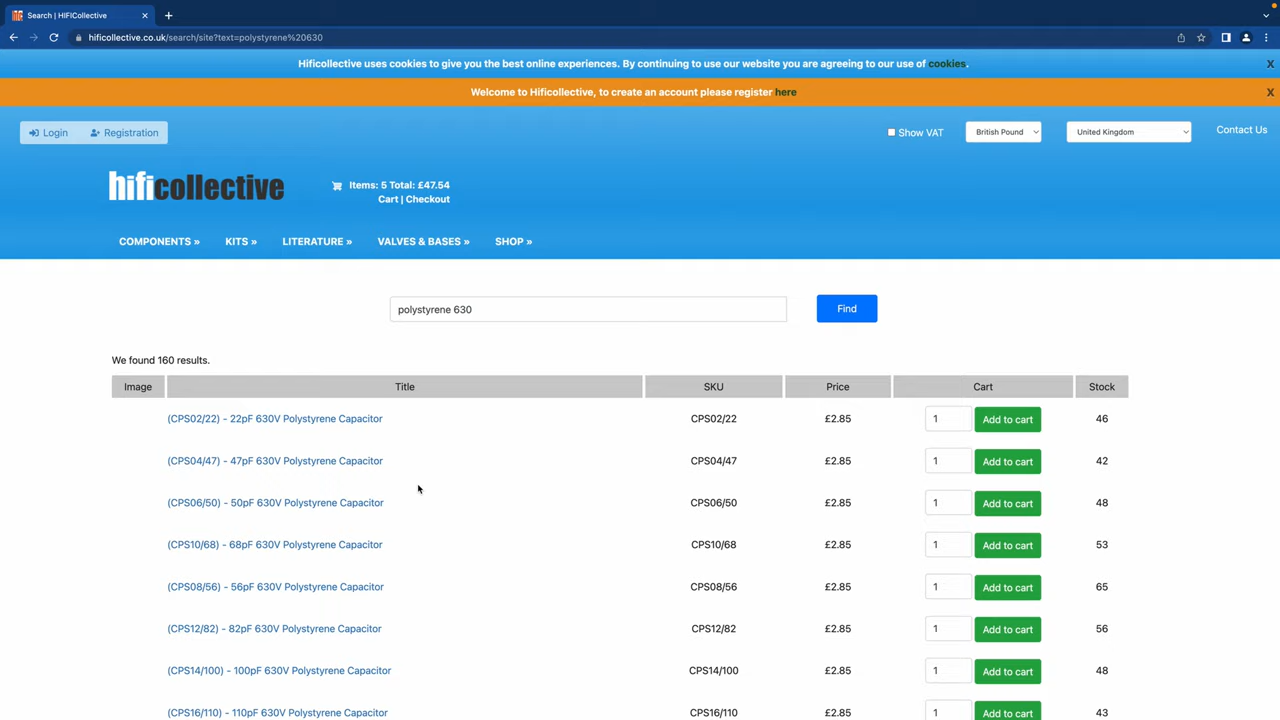 Search | HIFICollective
hificollective.co.uk/search/site?text=polystyrene%20630
Hificollective uses cookies to give you the best online experiences. By continuing to use our website you are agreeing to our use of cookies. X
Welcome to Hificollective, to create an account please register here X
Login Registration Show VAT British Pound United Kingdom Contact Us
hificollective
Items: 5 Total: £47.54
Cart | Checkout
COMPONENTS » KITS » LITERATURE » VALVES & BASES » SHOP »
polystyrene 630 Find
We found 160 results.
Image Title SKU Price Cart Stock
(CPS02/22) - 22pF 630V Polystyrene Capacitor CPS02/22 £2.85 1 Add to cart 46
(CPS04/47) - 47pF 630V Polystyrene Capacitor CPS04/47 £2.85 1 Add to cart 42
(CPS06/50) - 50pF 630V Polystyrene Capacitor CPS06/50 £2.85 1 Add to cart 48
(CPS10/68) - 68pF 630V Polystyrene Capacitor CPS10/68 £2.85 1 Add to cart 53
(CPS08/56) - 56pF 630V Polystyrene Capacitor CPS08/56 £2.85 1 Add to cart 65
(CPS12/82) - 82pF 630V Polystyrene Capacitor CPS12/82 £2.85 1 Add to cart 56
(CPS14/100) - 100pF 630V Polystyrene Capacitor CPS14/100 £2.85 1 Add to cart 48
(CPS16/110) - 110pF 630V Polystyrene Capacitor CPS16/110 £2.85 1 Add to cart 43